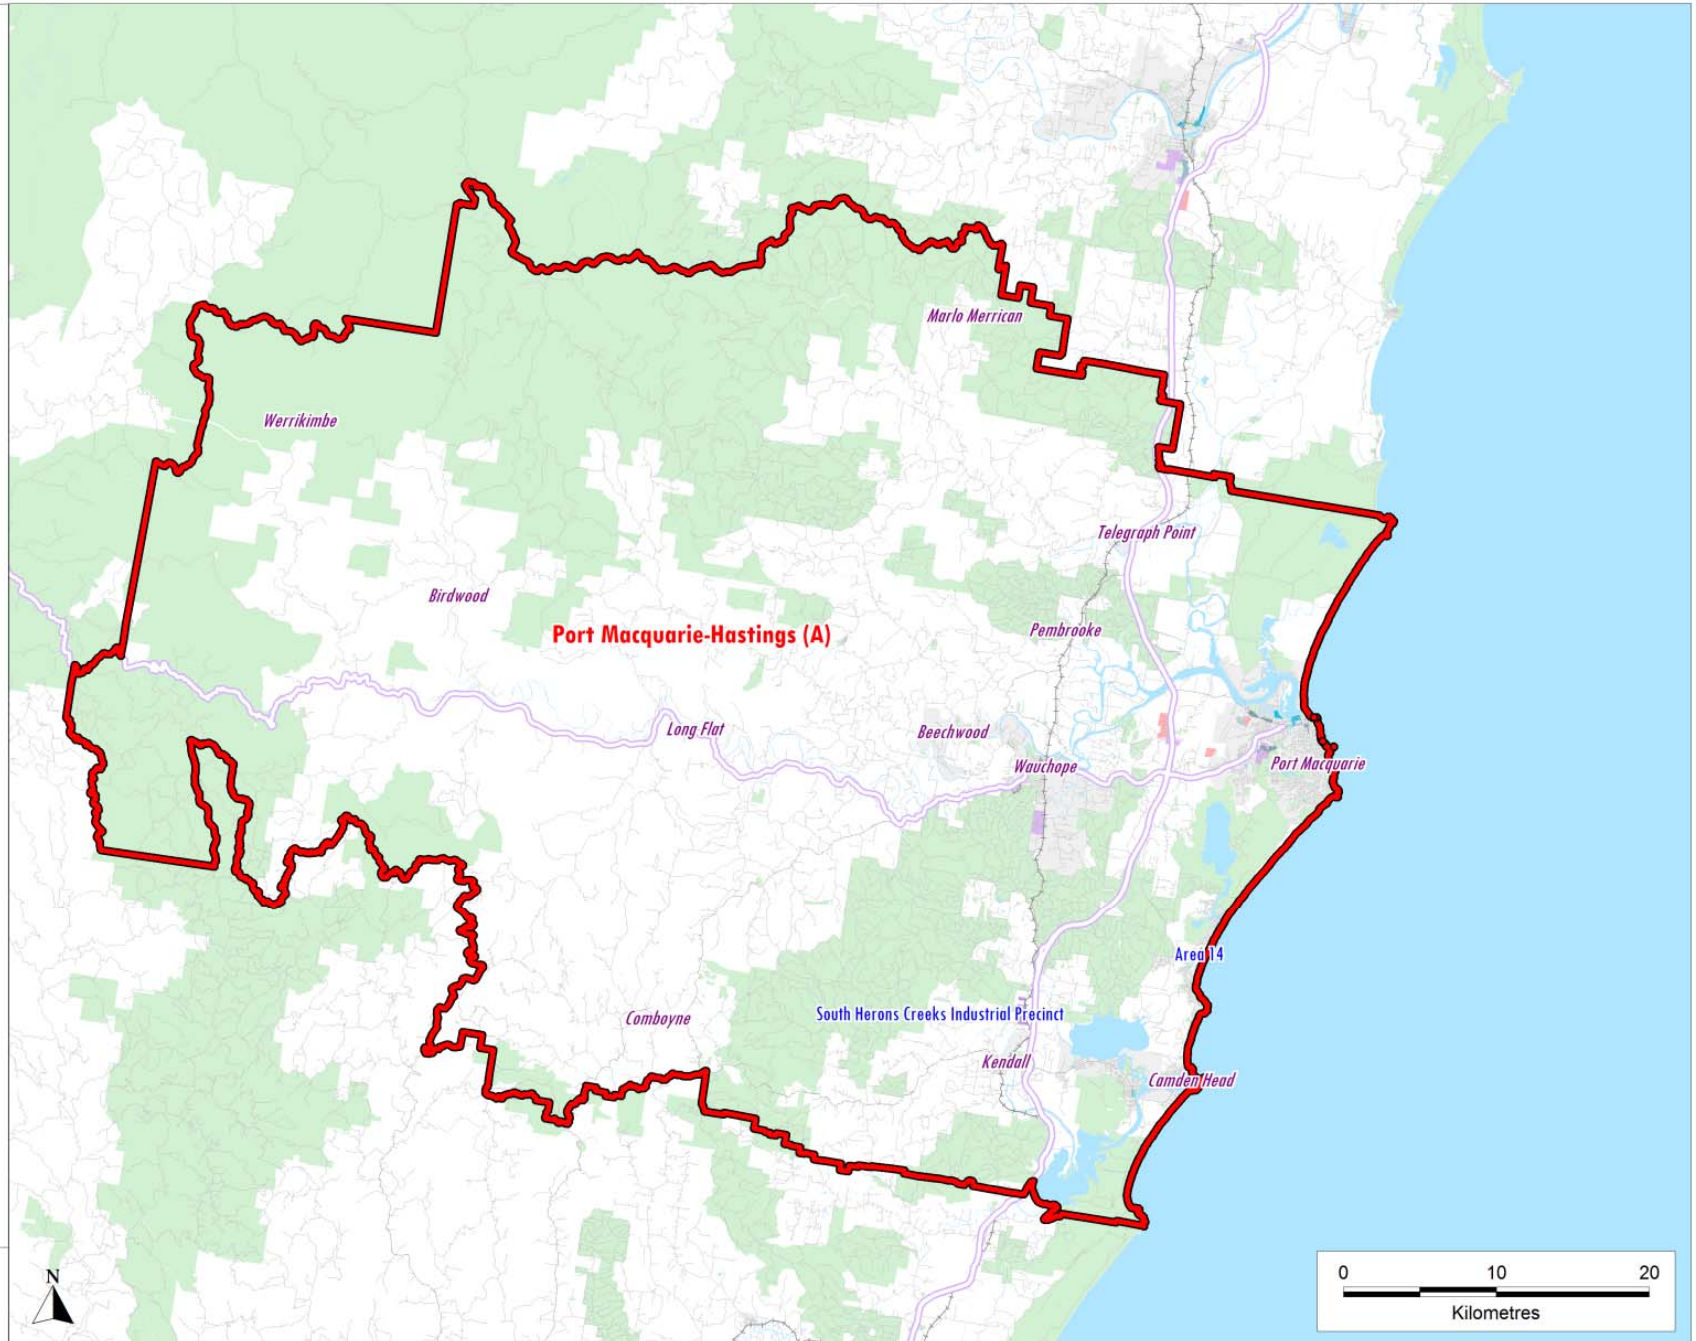 Marlo Merrican
Werrikimbe
Telegraph Point
Birdwood
Port Macquarie-Hastings (A)
Pembrooke
Long Flat
Beechwood
Wauchope
Port Macquarie
Area 14
South Herons Creeks Industrial Precinct
Comboyne
Kendall
Camden Head
N
0 10 20
Kilometres